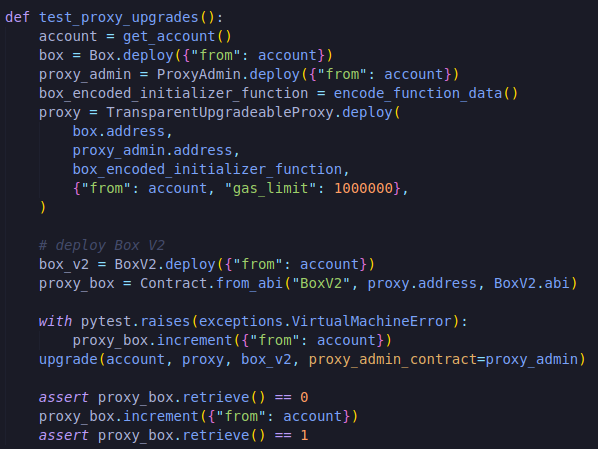 def test_proxy_upgrades():
    account = get_account()
    box = Box.deploy({"from": account})
    proxy_admin = ProxyAdmin.deploy({"from": account})
    box_encoded_initializer_function = encode_function_data()
    proxy = TransparentUpgradeableProxy.deploy(
        box.address,
        proxy_admin.address,
        box_encoded_initializer_function,
        {"from": account, "gas_limit": 1000000},
    )

    # deploy Box V2
    box_v2 = BoxV2.deploy({"from": account})
    proxy_box = Contract.from_abi("BoxV2", proxy.address, BoxV2.abi)

    with pytest.raises(exceptions.VirtualMachineError):
        proxy_box.increment({"from": account})
    upgrade(account, proxy, box_v2, proxy_admin_contract=proxy_admin)

    assert proxy_box.retrieve() == 0
    proxy_box.increment({"from": account})
    assert proxy_box.retrieve() == 1